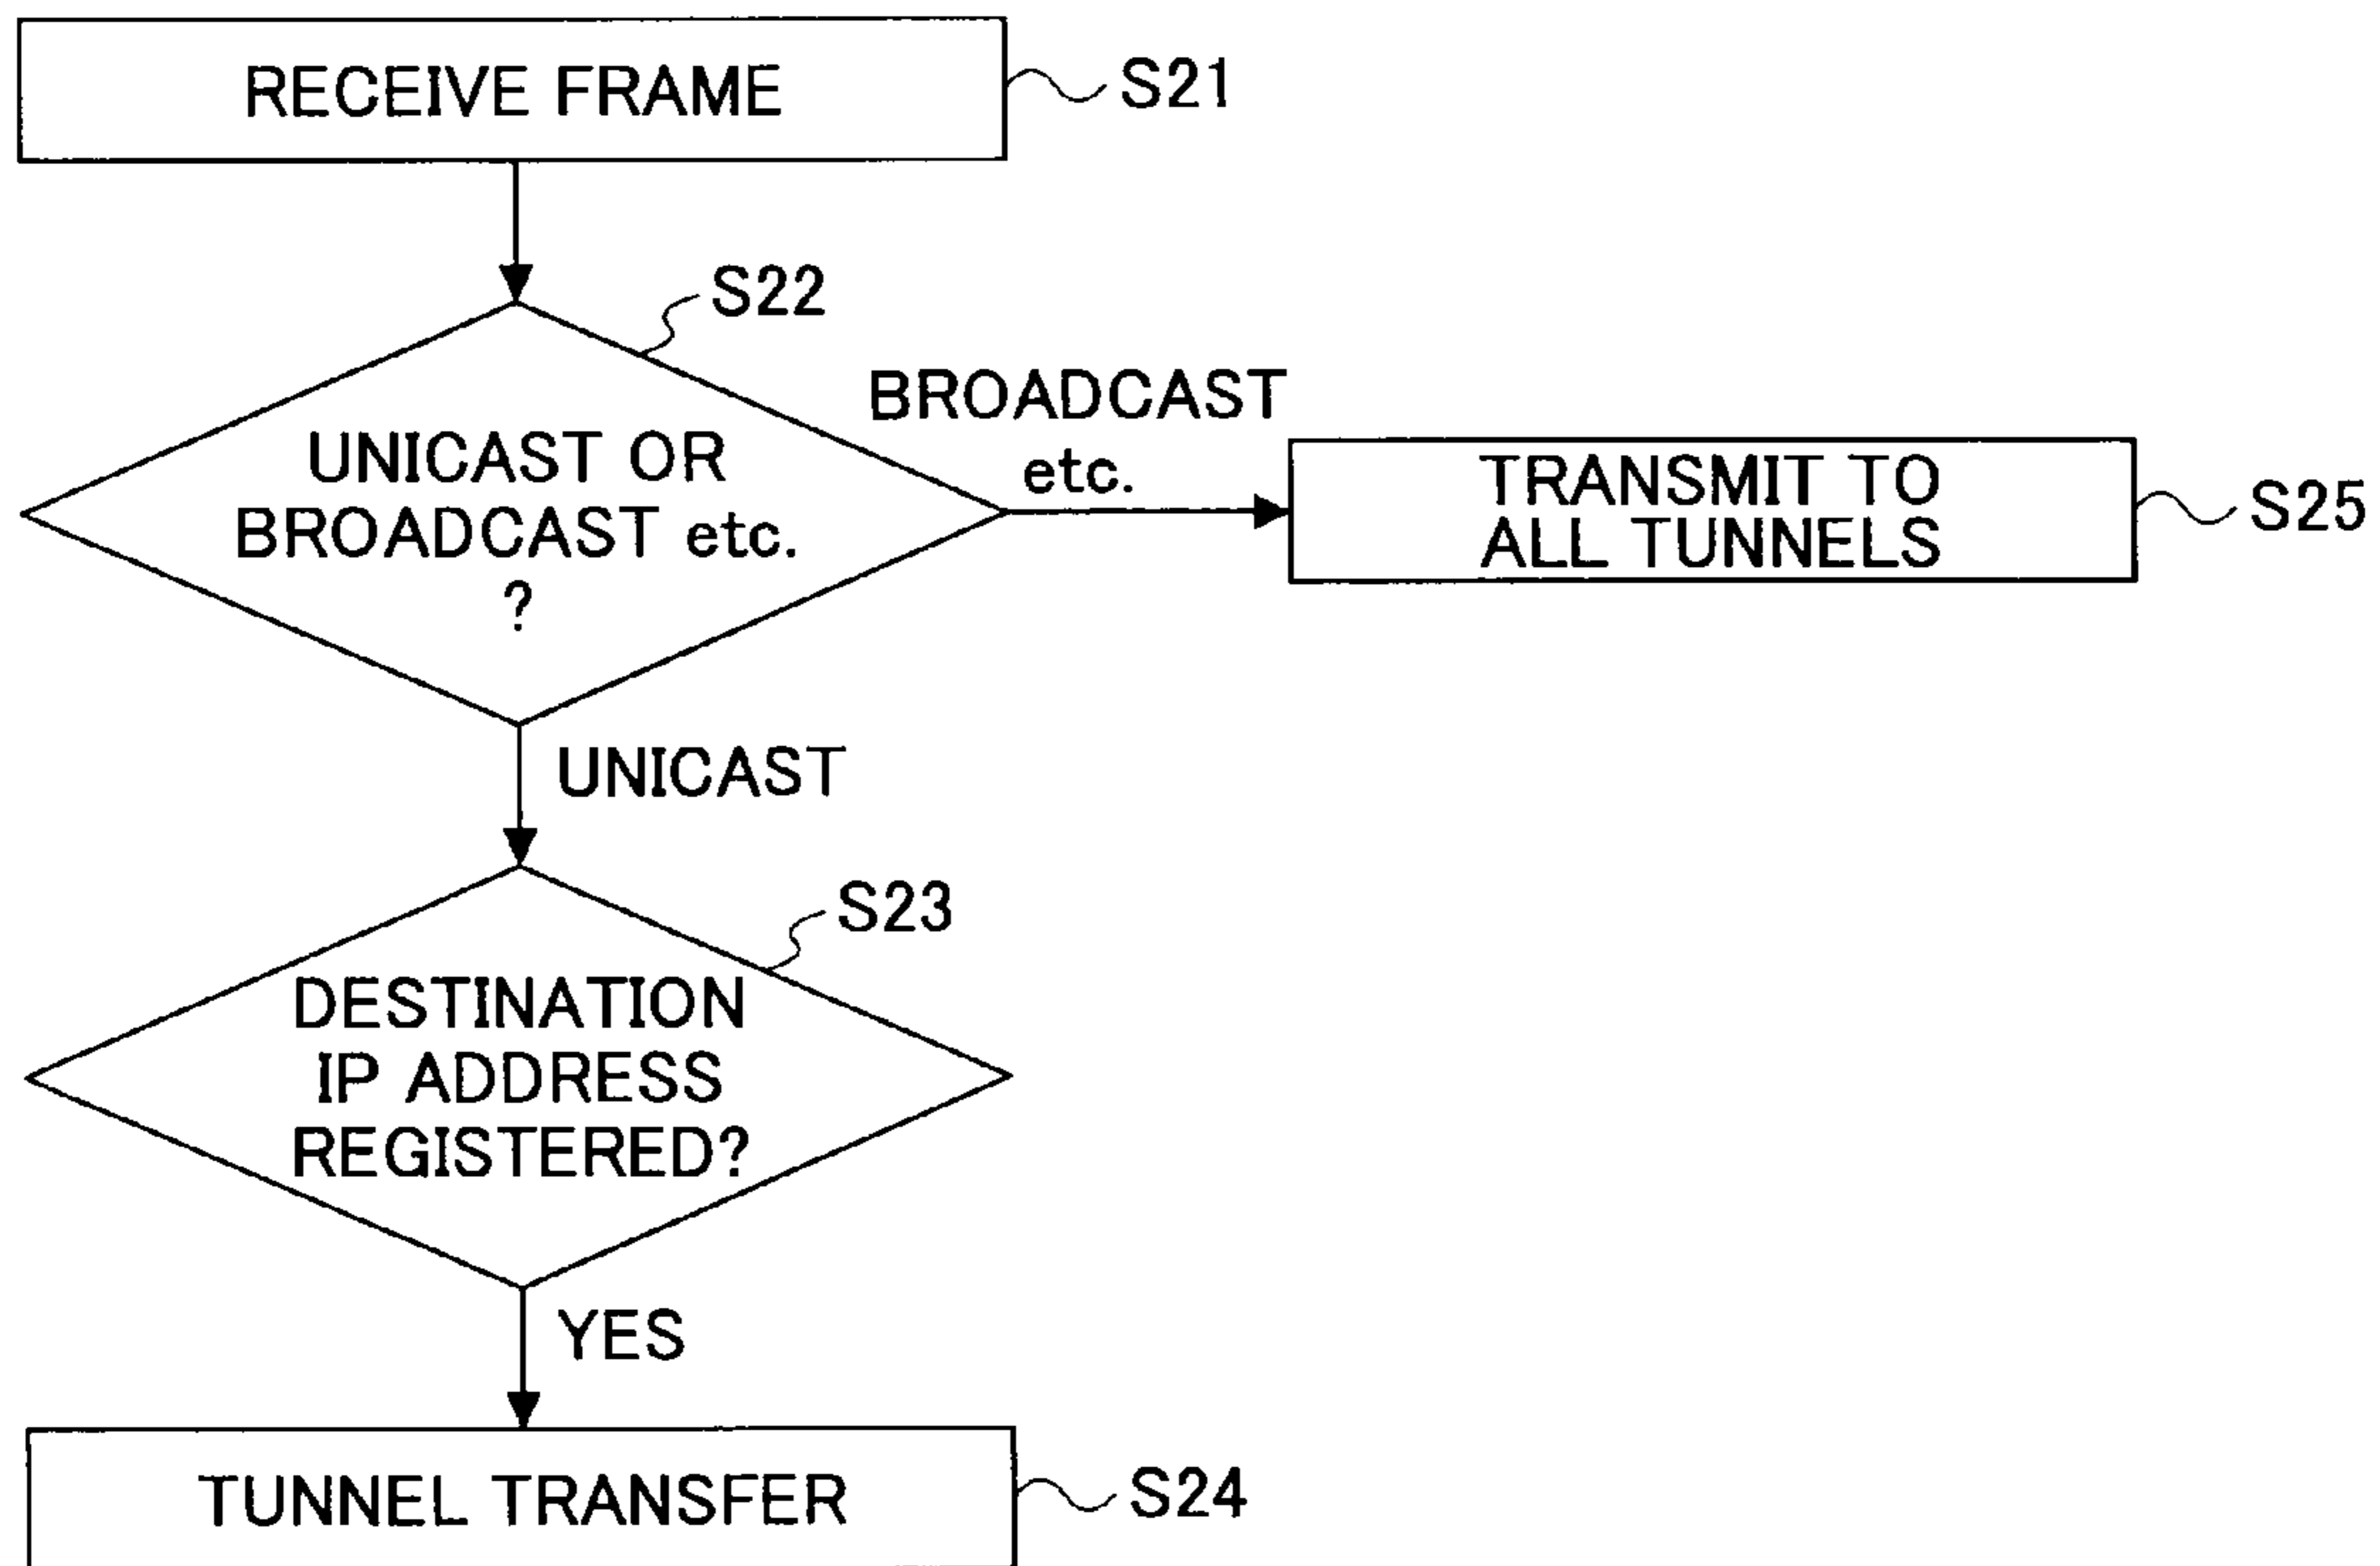 RECEIVE FRAME
S21
S22
UNICAST OR
BROADCAST etc.
?
BROADCAST
etc.
TRANSMIT TO
ALL TUNNELS
S25
UNICAST
S23
DESTINATION
IP ADDRESS
REGISTERED?
YES
TUNNEL TRANSFER
S24